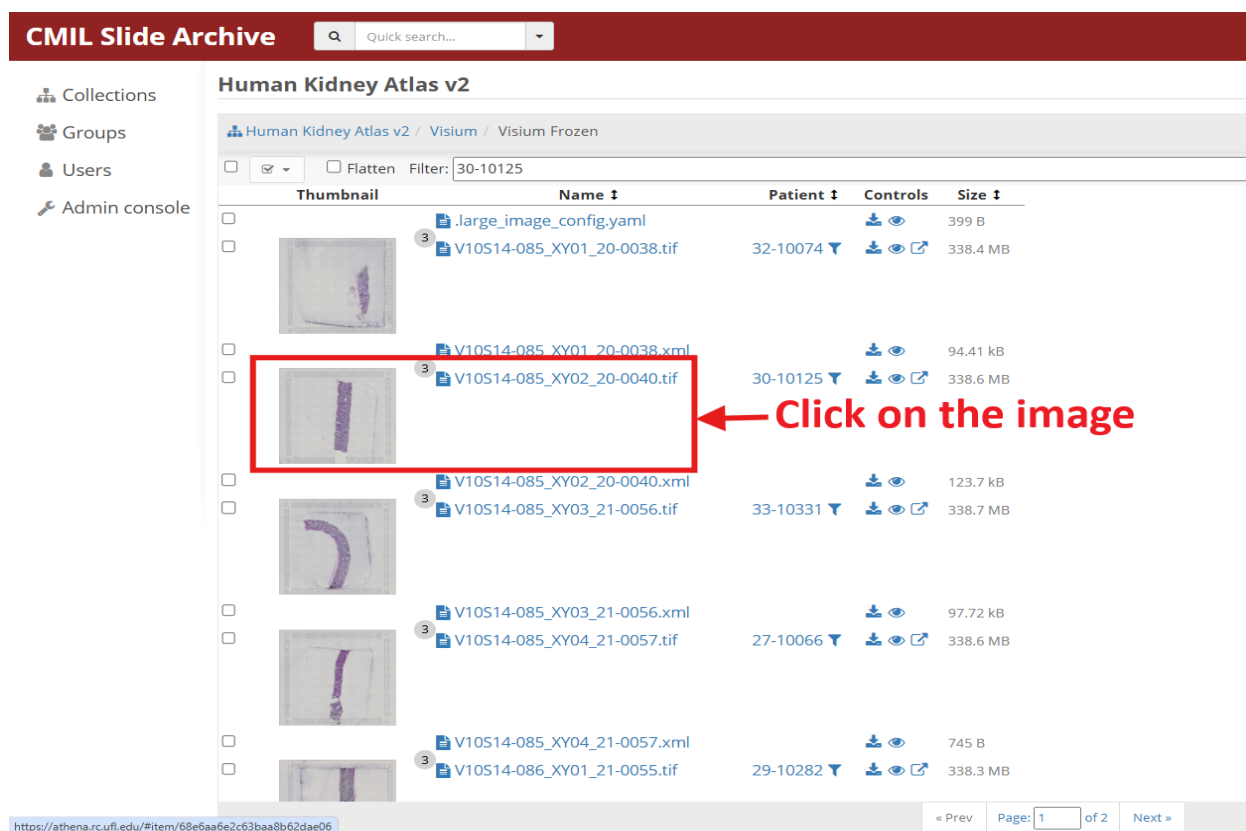 CMIL Slide Archive
Quick search...
Collections
Groups
Users
Admin console
Human Kidney Atlas v2
Human Kidney Atlas v2 / Visium / Visium Frozen
Flatten Filter: 30-10125
Thumbnail Name Patient Controls Size
.large_image_config.yaml 399 B
3 V10S14-085_XY01_20-0038.tif 32-10074 338.4 MB
V10S14-085_XY01_20-0038.xml 94.41 kB
3 V10S14-085_XY02_20-0040.tif 30-10125 338.6 MB
Click on the image
V10S14-085_XY02_20-0040.xml 123.7 kB
3 V10S14-085_XY03_21-0056.tif 33-10331 338.7 MB
V10S14-085_XY03_21-0056.xml 97.72 kB
3 V10S14-085_XY04_21-0057.tif 27-10066 338.6 MB
V10S14-085_XY04_21-0057.xml 745 B
3 V10S14-086_XY01_21-0055.tif 29-10282 338.3 MB
« Prev Page: 1 of 2 Next »
https://athena.rc.ufl.edu/#item/68e6aa6e2c63baa8b62dae06